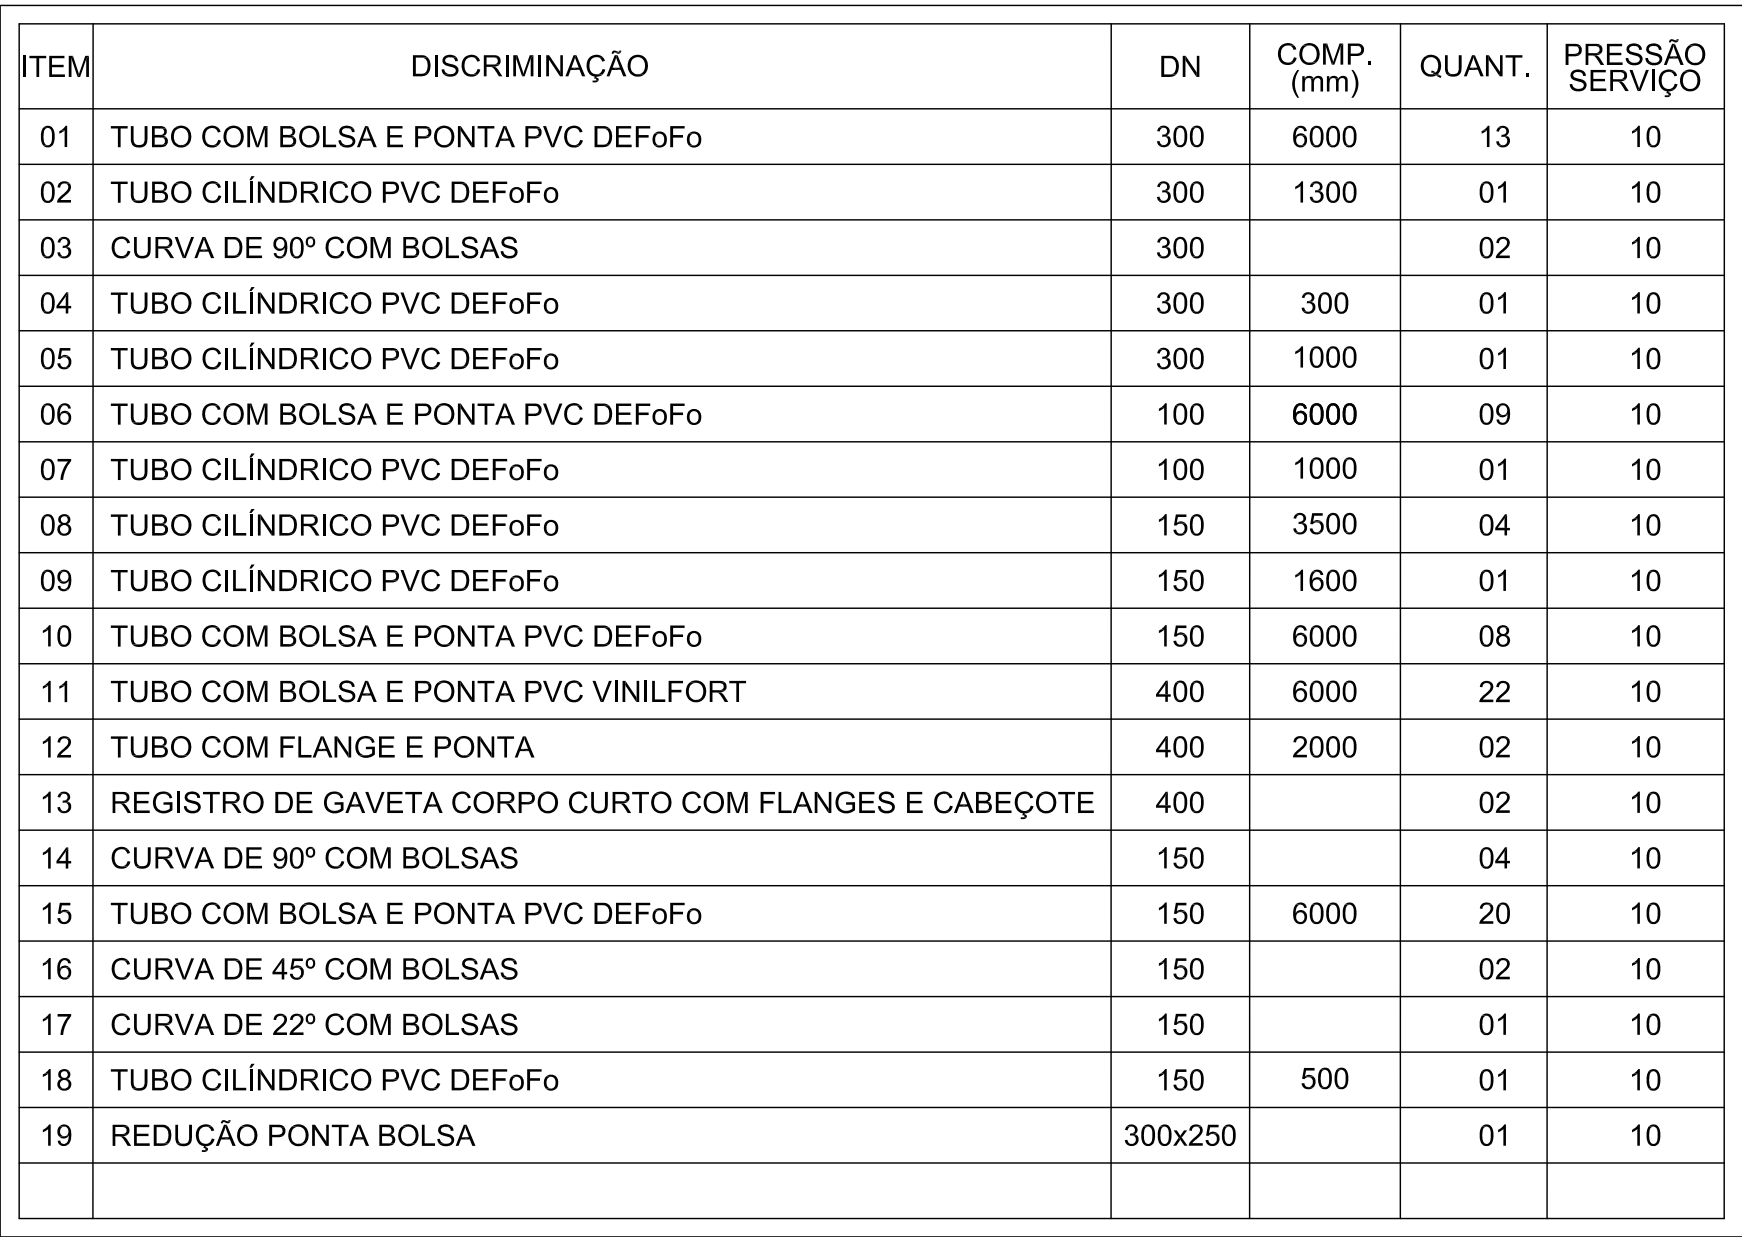 ITEM DISCRIMINAÇÃO DN COMP. (mm) QUANT. PRESSÃO SERVIÇO
01 TUBO COM BOLSA E PONTA PVC DEFoFo 300 6000 13 10
02 TUBO CILÍNDRICO PVC DEFoFo 300 1300 01 10
03 CURVA DE 90º COM BOLSAS 300 02 10
04 TUBO CILÍNDRICO PVC DEFoFo 300 300 01 10
05 TUBO CILÍNDRICO PVC DEFoFo 300 1000 01 10
06 TUBO COM BOLSA E PONTA PVC DEFoFo 100 6000 09 10
07 TUBO CILÍNDRICO PVC DEFoFo 100 1000 01 10
08 TUBO CILÍNDRICO PVC DEFoFo 150 3500 04 10
09 TUBO CILÍNDRICO PVC DEFoFo 150 1600 01 10
10 TUBO COM BOLSA E PONTA PVC DEFoFo 150 6000 08 10
11 TUBO COM BOLSA E PONTA PVC VINILFORT 400 6000 22 10
12 TUBO COM FLANGE E PONTA 400 2000 02 10
13 REGISTRO DE GAVETA CORPO CURTO COM FLANGES E CABEÇOTE 400 02 10
14 CURVA DE 90º COM BOLSAS 150 04 10
15 TUBO COM BOLSA E PONTA PVC DEFoFo 150 6000 20 10
16 CURVA DE 45º COM BOLSAS 150 02 10
17 CURVA DE 22º COM BOLSAS 150 01 10
18 TUBO CILÍNDRICO PVC DEFoFo 150 500 01 10
19 REDUÇÃO PONTA BOLSA 300x250 01 10